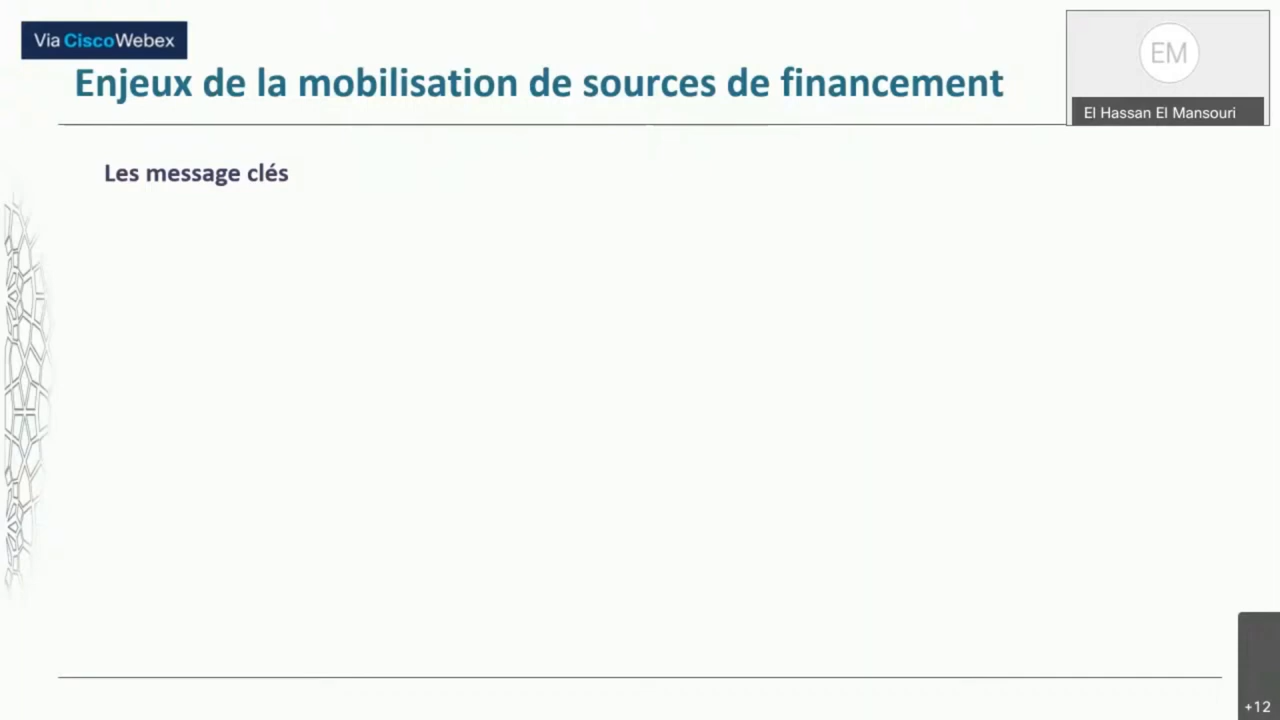 Via CiscoWebex
Enjeux de la mobilisation de sources de financement
EM
El Hassan El Mansouri
Les message clés
+12